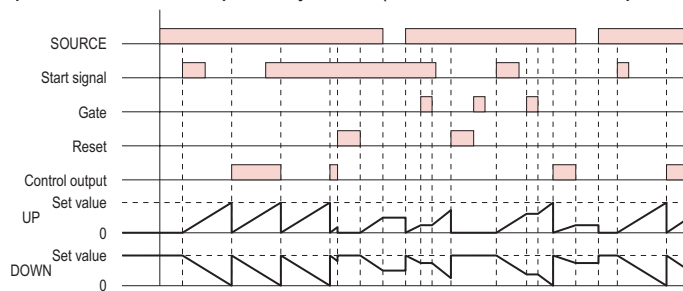 SOURCE
Start signal
Gate
Reset
Control output
Set value
UP
0
Set value
DOWN
0